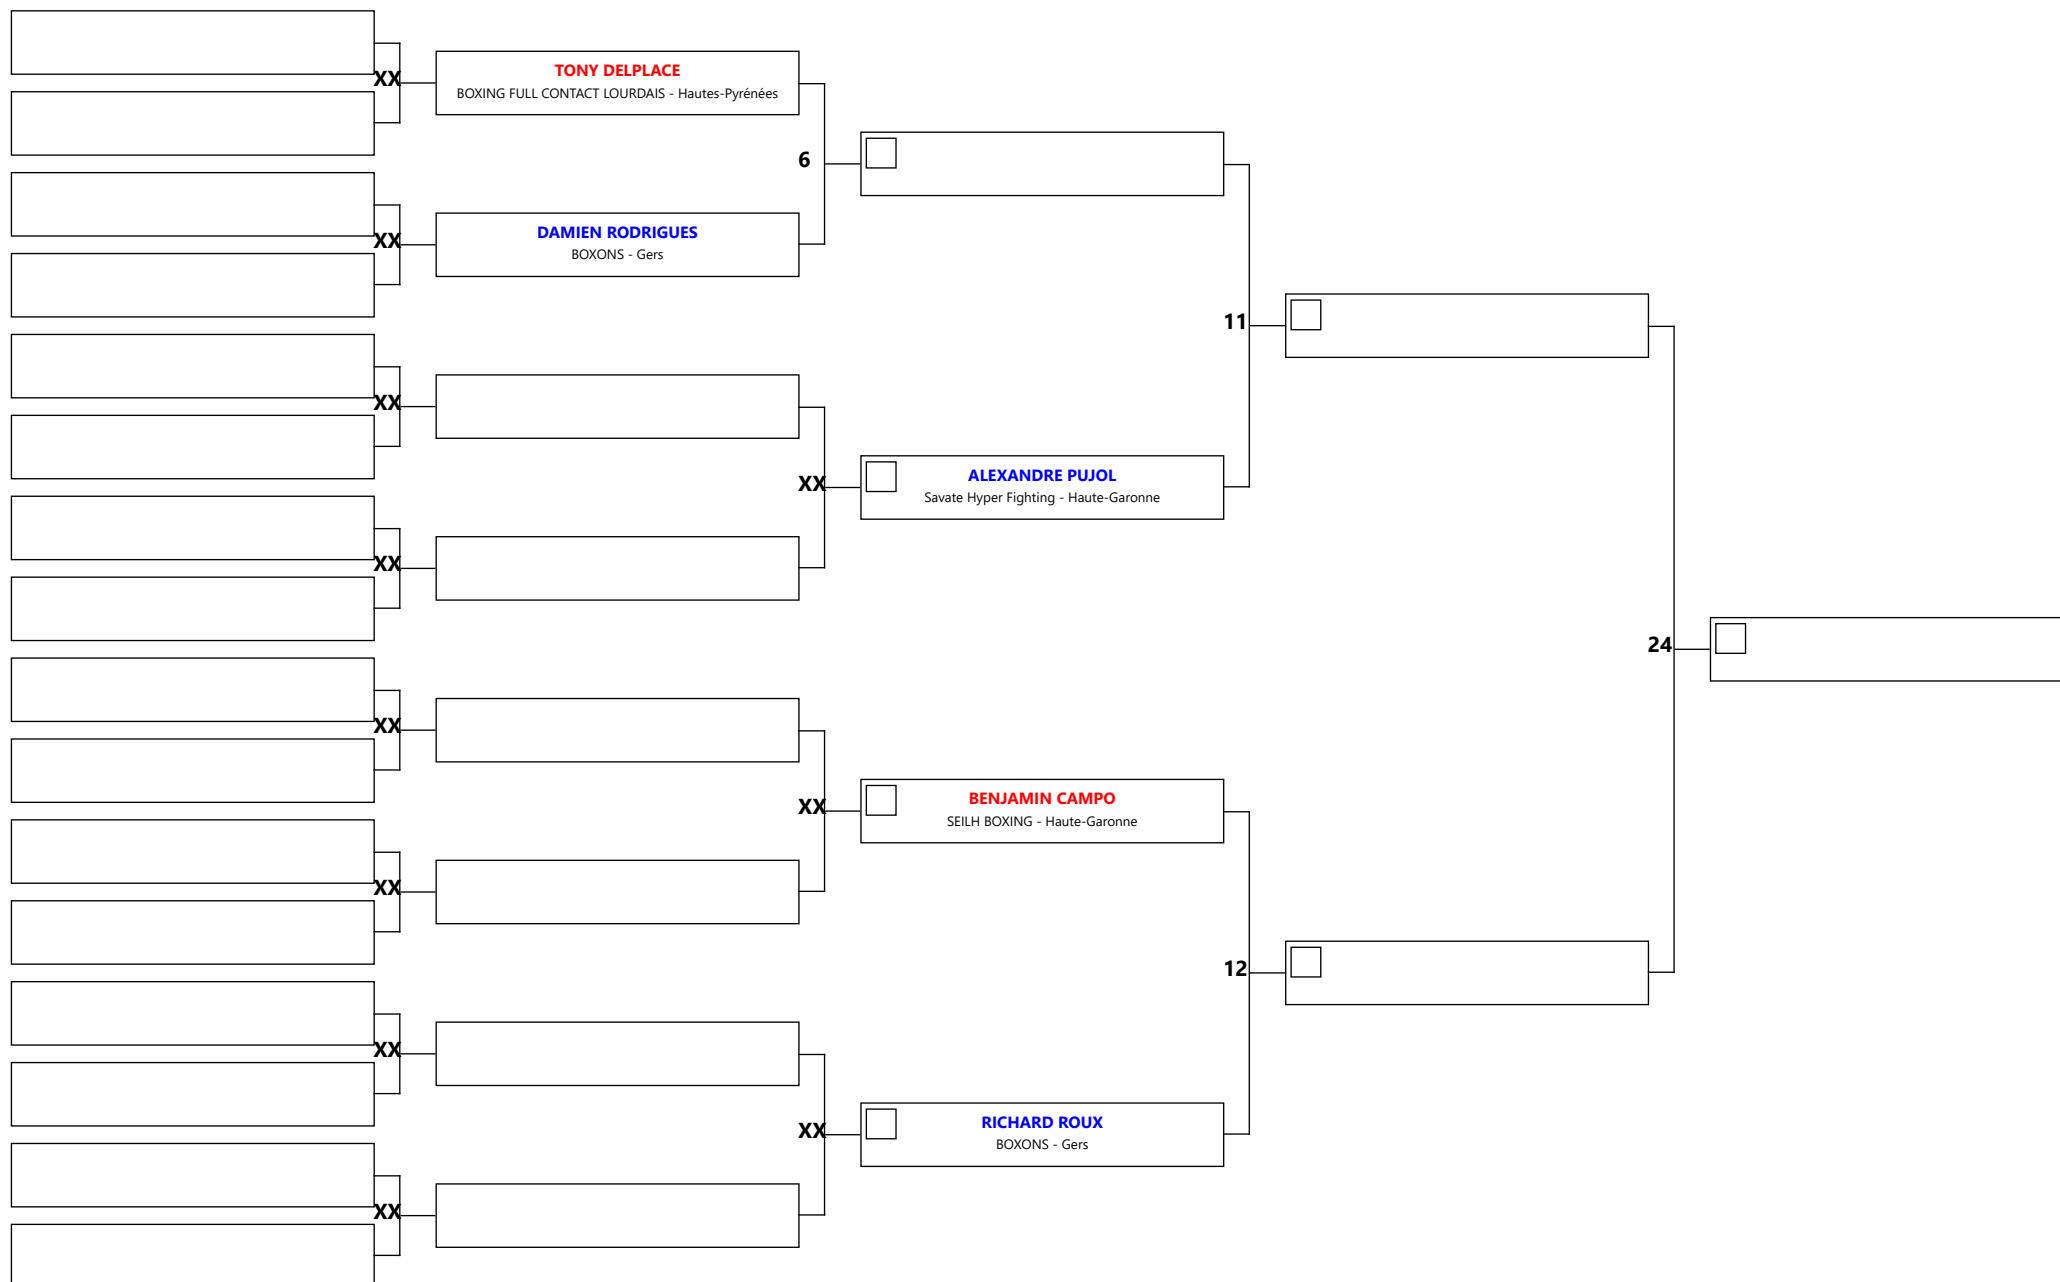 XX
TONY DELPLACE
BOXING FULL CONTACT LOURDAIS - Hautes-Pyrénées
6
XX
DAMIEN RODRIGUES
BOXONS - Gers
11
XX
XX
ALEXANDRE PUJOL
Savate Hyper Fighting - Haute-Garonne
XX
24
XX
XX
BENJAMIN CAMPO
SEILH BOXING - Haute-Garonne
XX
12
XX
XX
RICHARD ROUX
BOXONS - Gers
XX